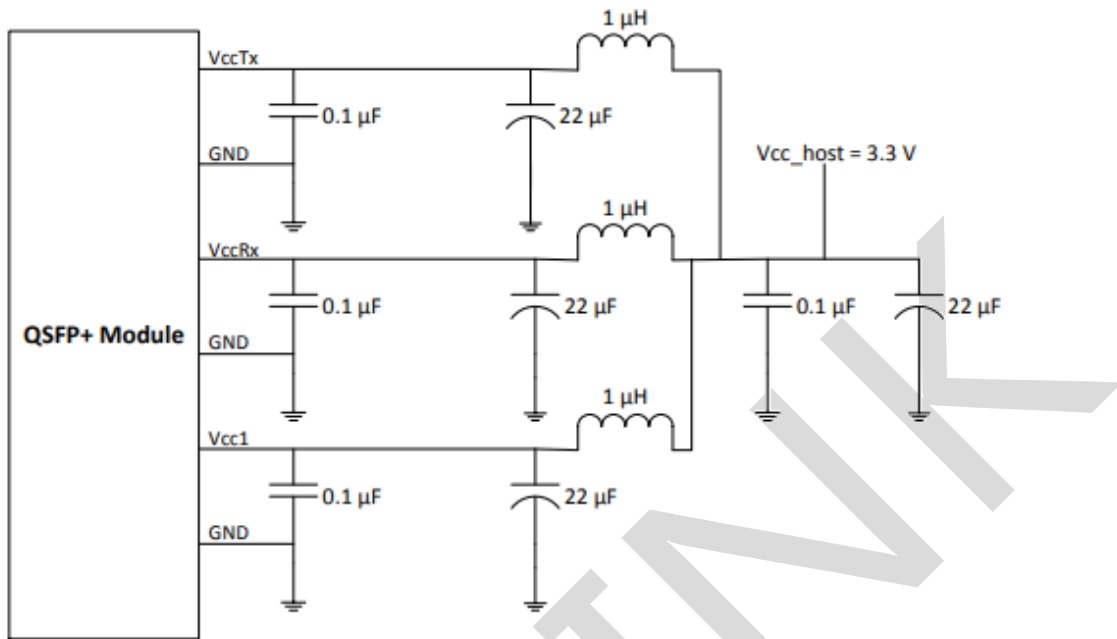 1 µH
VccTx
0.1 µF
22 µF
GND
Vcc_host = 3.3 V
1 µH
VccRx
0.1 µF
22 µF
0.1 µF
22 µF
QSFP+ Module
GND
1 µH
Vcc1
0.1 µF
22 µF
GND
INK